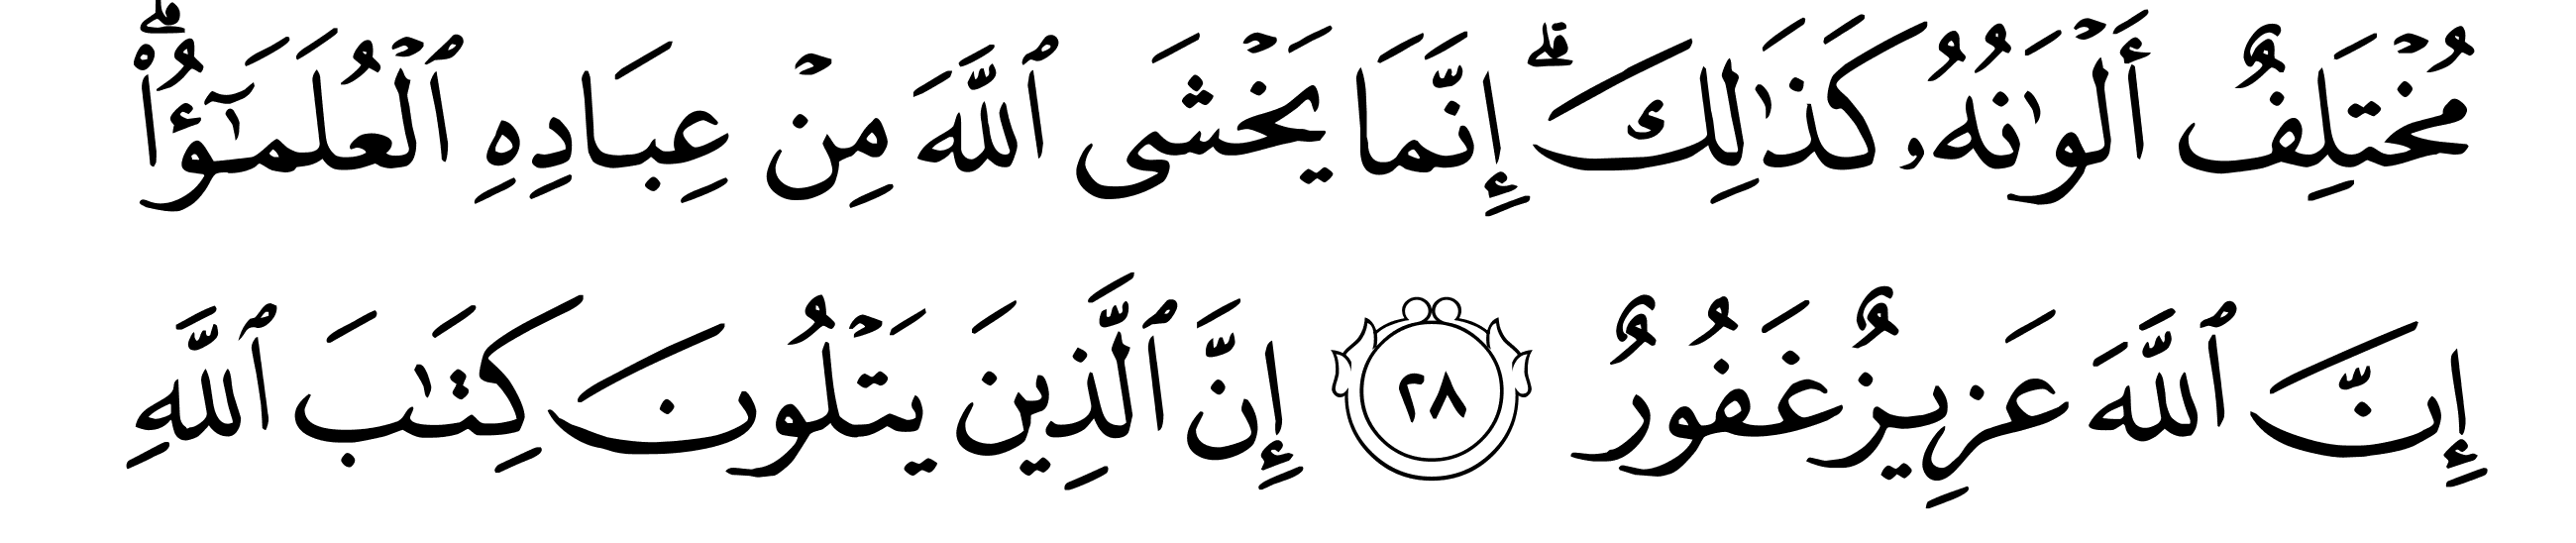 مُخۡتَلِفٌ أَلۡوَٰنُهُۥ كَذَٰلِكَۗ إِنَّمَا يَخۡشَى ٱللَّهَ مِنۡ عِبَادِهِ ٱلۡعُلَمَٰٓؤُاْۗ
إِنَّ ٱللَّهَ عَزِيزٌ غَفُورٌ ٢٨ إِنَّ ٱلَّذِينَ يَتۡلُونَ كِتَٰبَ ٱللَّهِ